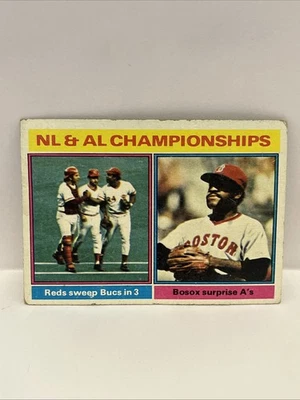 NL & AL CHAMPIONSHIPS
BOSTON
Reds sweep Bucs in 3
Bosox surprise A's